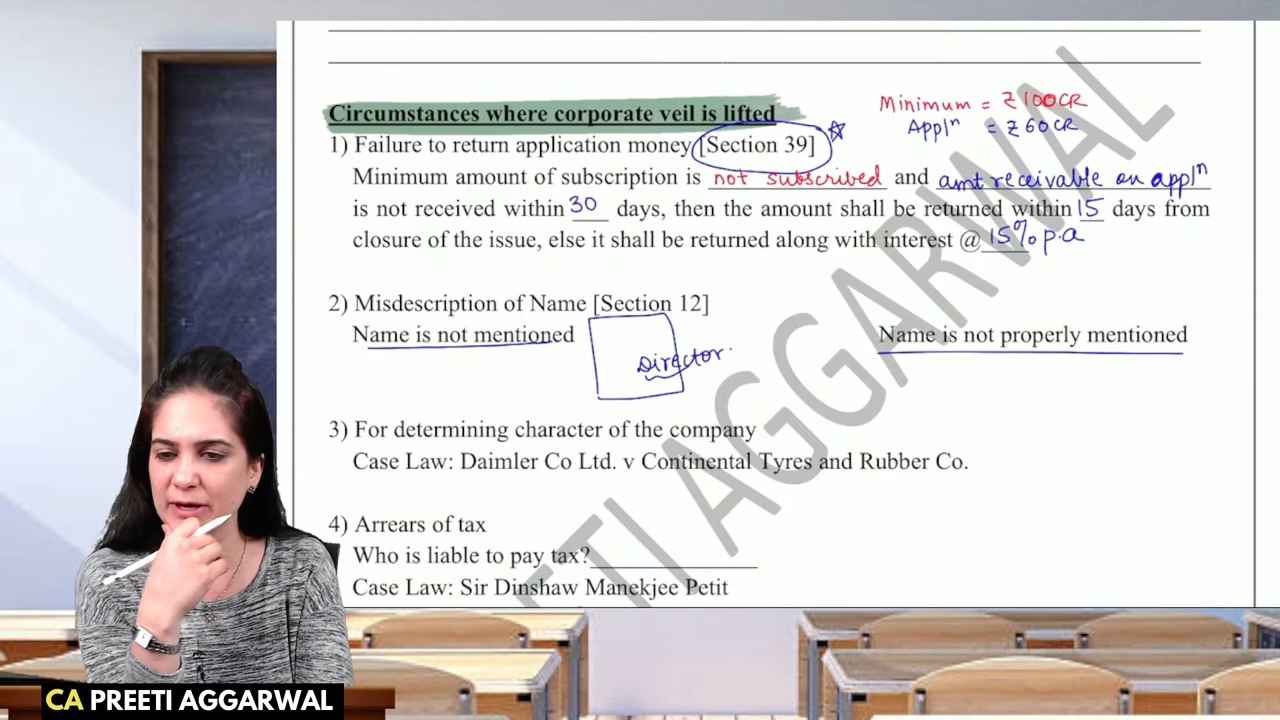 Circumstances where corporate veil is lifted
Minimum = ₹100CR
Applⁿ = ₹60CR
1) Failure to return application money [Section 39]
Minimum amount of subscription is not subscribed and amt receivable on applⁿ
is not received within 30 days, then the amount shall be returned within 15 days from
closure of the issue, else it shall be returned along with interest @ 15% p.a
2) Misdescription of Name [Section 12]
Name is not mentioned Name is not properly mentioned
Director.
3) For determining character of the company
Case Law: Daimler Co Ltd. v Continental Tyres and Rubber Co.
4) Arrears of tax
Who is liable to pay tax?
Case Law: Sir Dinshaw Manekjee Petit
ETI AGGARWAL
CA PREETI AGGARWAL